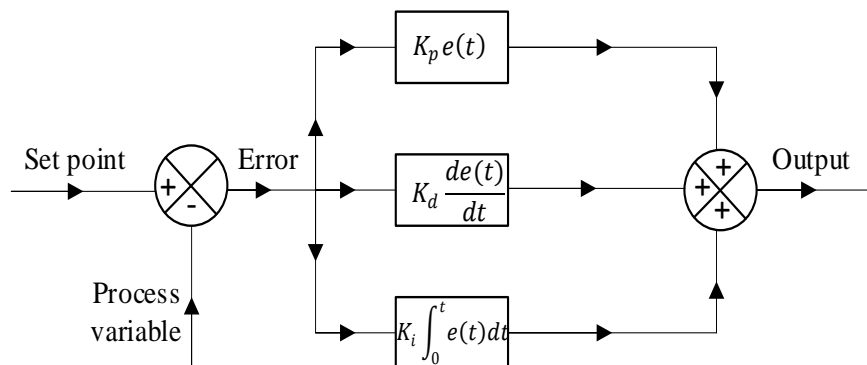 K_p e(t)
Set point
Error
Output
+
-
K_d de(t)/dt
+
+
+
Process
variable
K_i ∫_0^t e(t)dt